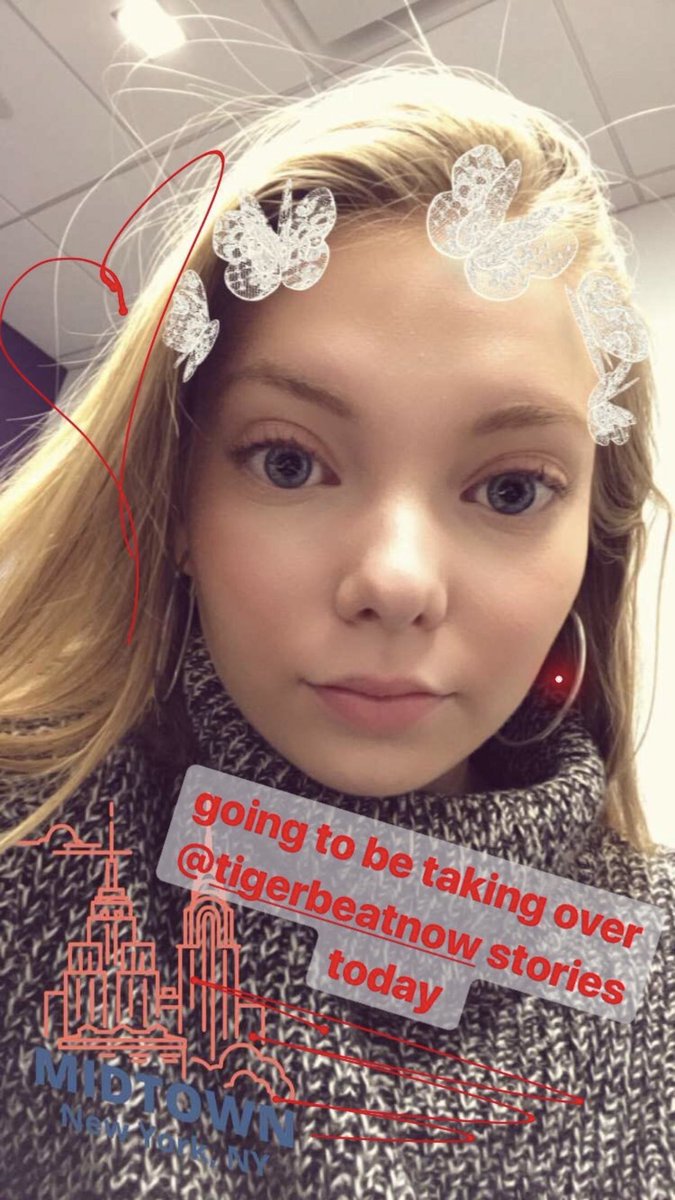 going to be taking over
@tigerbeatnow stories
today
MIDTOWN
New York, NY